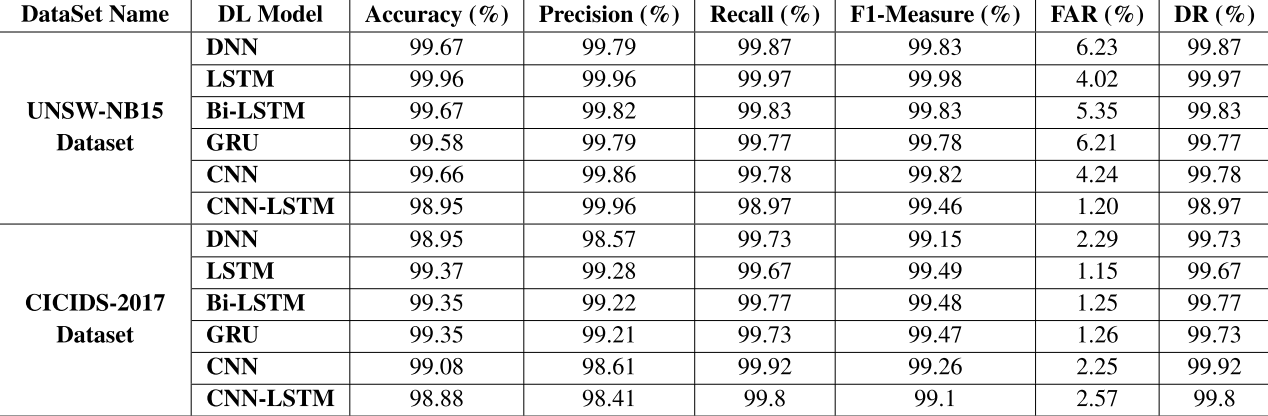 DataSet Name DL Model Accuracy (%) Precision (%) Recall (%) F1-Measure (%) FAR (%) DR (%)
UNSW-NB15 Dataset
DNN 99.67 99.79 99.87 99.83 6.23 99.87
LSTM 99.96 99.96 99.97 99.98 4.02 99.97
Bi-LSTM 99.67 99.82 99.83 99.83 5.35 99.83
GRU 99.58 99.79 99.77 99.78 6.21 99.77
CNN 99.66 99.86 99.78 99.82 4.24 99.78
CNN-LSTM 98.95 99.96 98.97 99.46 1.20 98.97
CICIDS-2017 Dataset
DNN 98.95 98.57 99.73 99.15 2.29 99.73
LSTM 99.37 99.28 99.67 99.49 1.15 99.67
Bi-LSTM 99.35 99.22 99.77 99.48 1.25 99.77
GRU 99.35 99.21 99.73 99.47 1.26 99.73
CNN 99.08 98.61 99.92 99.26 2.25 99.92
CNN-LSTM 98.88 98.41 99.8 99.1 2.57 99.8